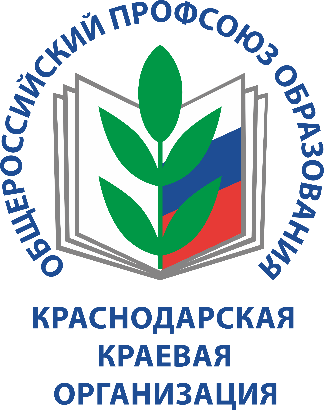 ОБЩЕРОССИЙСКИЙ ПРОФСОЮЗ ОБРАЗОВАНИЯ
КРАСНОДАРСКАЯ
КРАЕВАЯ
ОРГАНИЗАЦИЯ